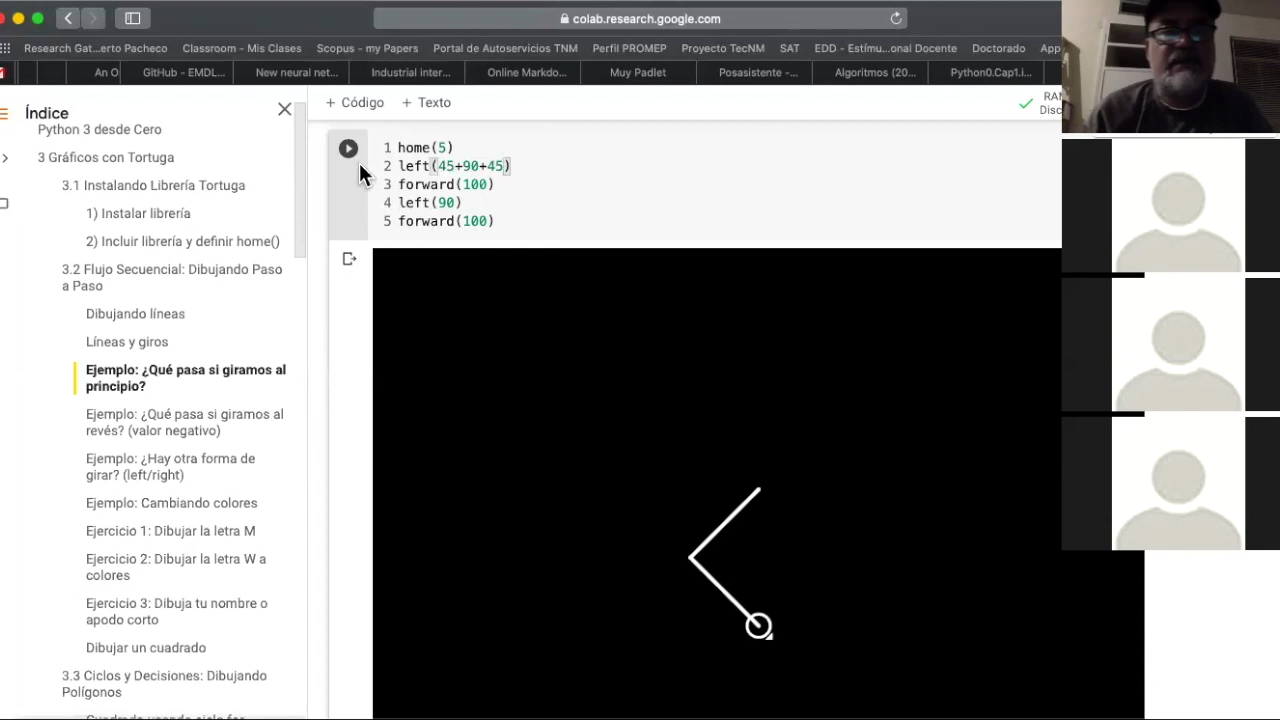 colab.research.google.com
Research Gat...erto Pacheco
Classroom - Mis Clases
Scopus - my Papers
Portal de Autoservicios TNM
Perfil PROMEP
Proyecto TecNM
SAT
EDD - Estímu...onal Docente
Doctorado
App
An O
GitHub - EMDL...
New neural net...
Industrial inter...
Online Markdo...
Muy Padlet
Posasistente -...
Algoritmos (20...
Python0.Cap1.i...
Índice
Python 3 desde Cero
3 Gráficos con Tortuga
3.1 Instalando Librería Tortuga
1) Instalar librería
2) Incluir librería y definir home()
3.2 Flujo Secuencial: Dibujando Paso
a Paso
Dibujando líneas
Líneas y giros
Ejemplo: ¿Qué pasa si giramos al
principio?
Ejemplo: ¿Qué pasa si giramos al
revés? (valor negativo)
Ejemplo: ¿Hay otra forma de
girar? (left/right)
Ejemplo: Cambiando colores
Ejercicio 1: Dibujar la letra M
Ejercicio 2: Dibujar la letra W a
colores
Ejercicio 3: Dibuja tu nombre o
apodo corto
Dibujar un cuadrado
3.3 Ciclos y Decisiones: Dibujando
Polígonos
+ Código
+ Texto
RAM
Disc
1 home(5)
2 left(45+90+45)
3 forward(100)
4 left(90)
5 forward(100)